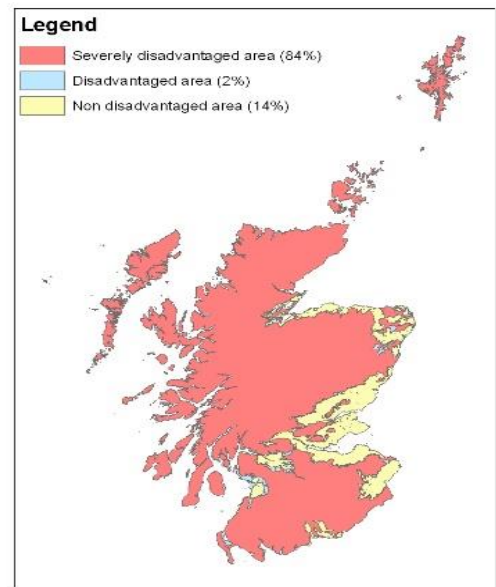 Legend
Severely disadvantaged area (84%)
Disadvantaged area (2%)
Non disadvantaged area (14%)